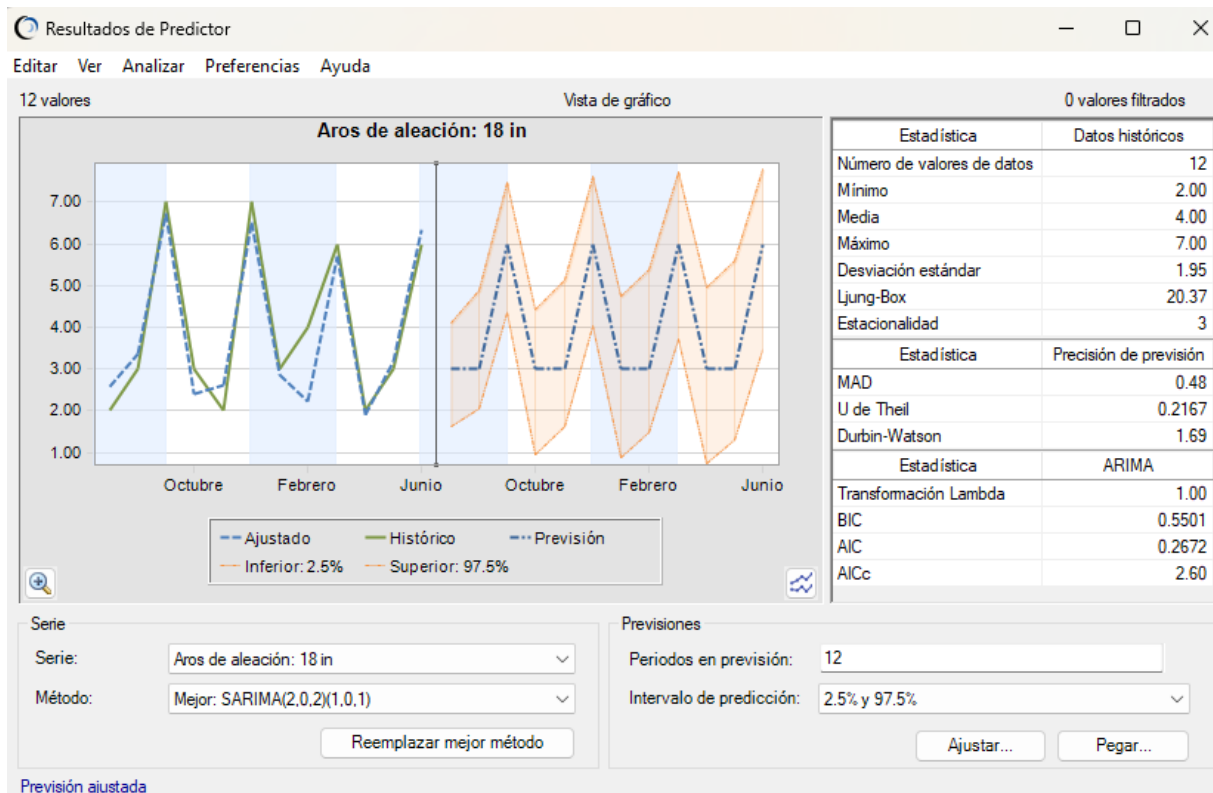 Resultados de Predictor
Editar Ver Analizar Preferencias Ayuda
12 valores Vista de gráfico 0 valores filtrados
Aros de aleación: 18 in
7.00
6.00
5.00
4.00
3.00
2.00
1.00
Octubre Febrero Junio Octubre Febrero Junio
Ajustado Histórico Previsión
Inferior: 2.5% Superior: 97.5%
Estadística Datos históricos
Número de valores de datos 12
Mínimo 2.00
Media 4.00
Máximo 7.00
Desviación estándar 1.95
Ljung-Box 20.37
Estacionalidad 3
Estadística Precisión de previsión
MAD 0.48
U de Theil 0.2167
Durbin-Watson 1.69
Estadística ARIMA
Transformación Lambda 1.00
BIC 0.5501
AIC 0.2672
AICc 2.60
Serie
Serie: Aros de aleación: 18 in
Método: Mejor: SARIMA(2,0,2)(1,0,1)
Reemplazar mejor método
Previsiones
Periodos en previsión: 12
Intervalo de predicción: 2.5% y 97.5%
Ajustar... Pegar...
Previsión ajustada